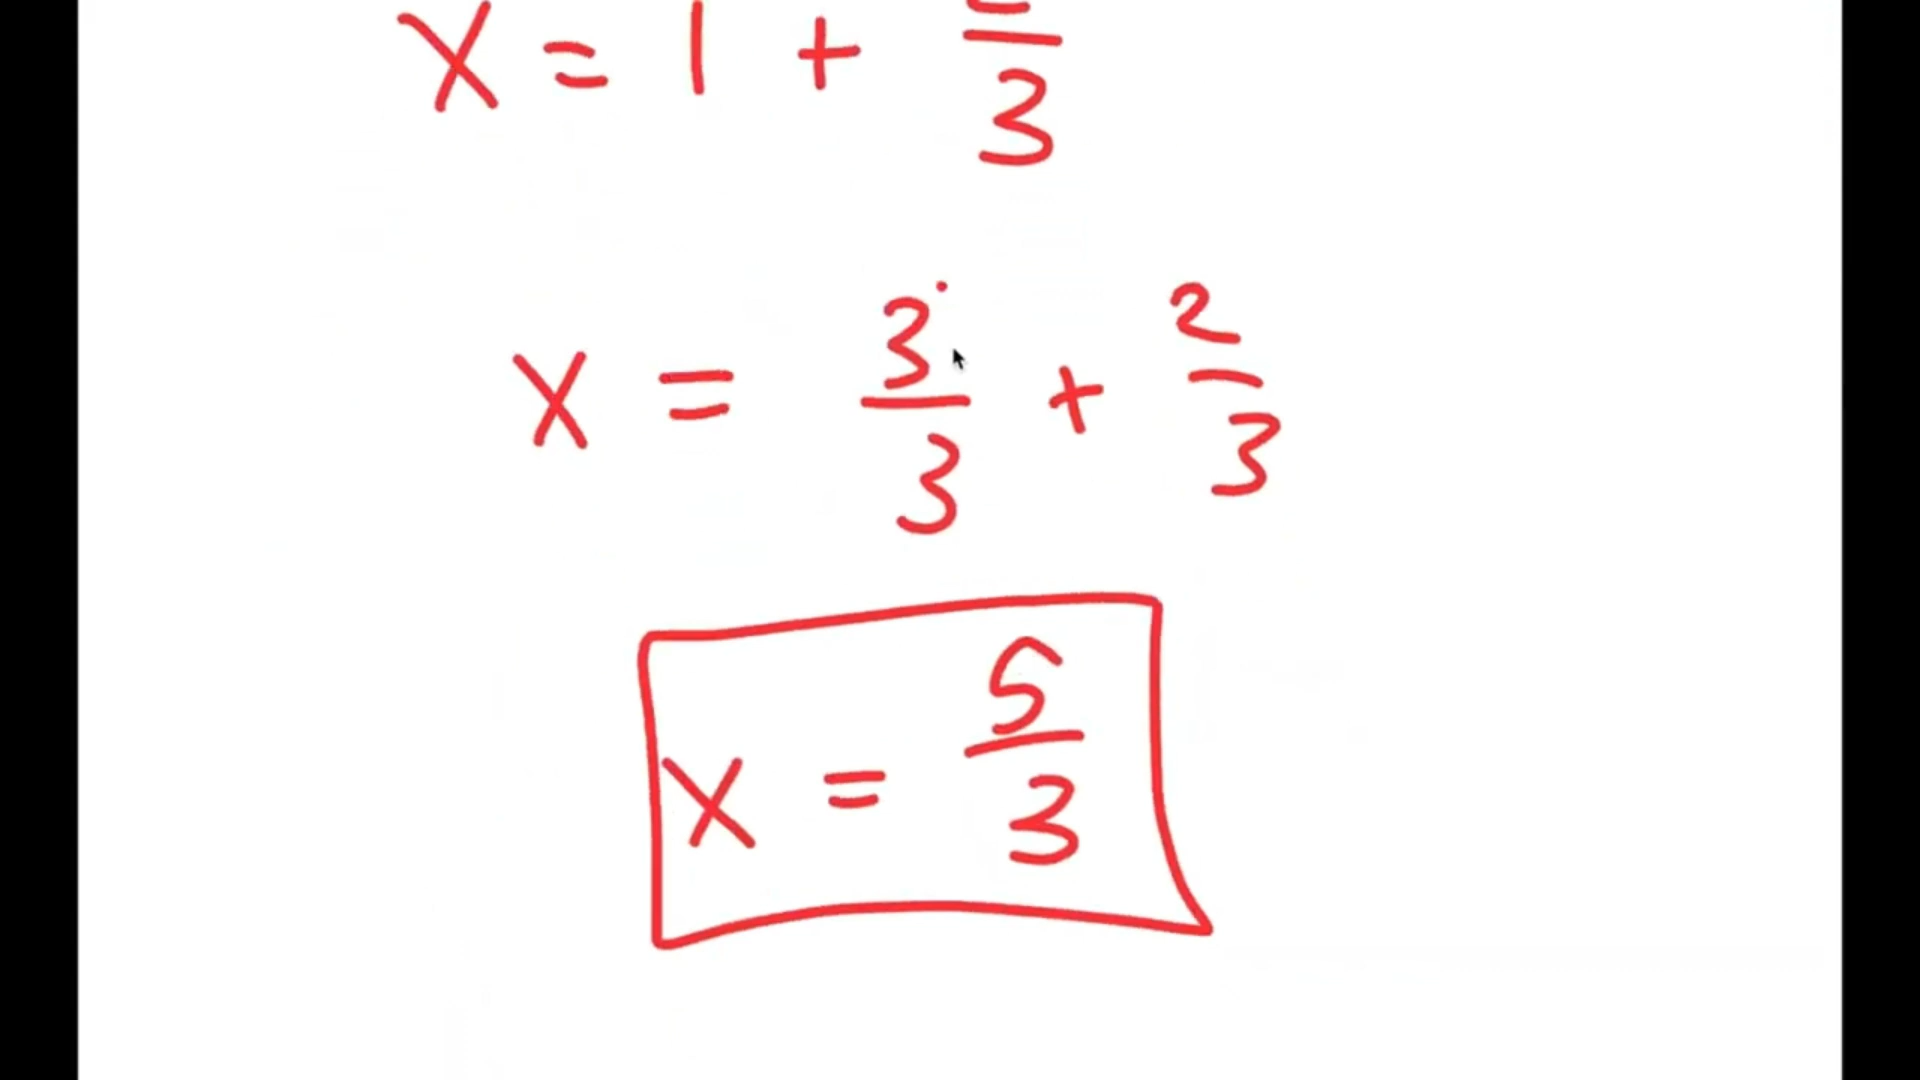 x = 1 + 2/3
x = 3/3 + 2/3
x = 5/3